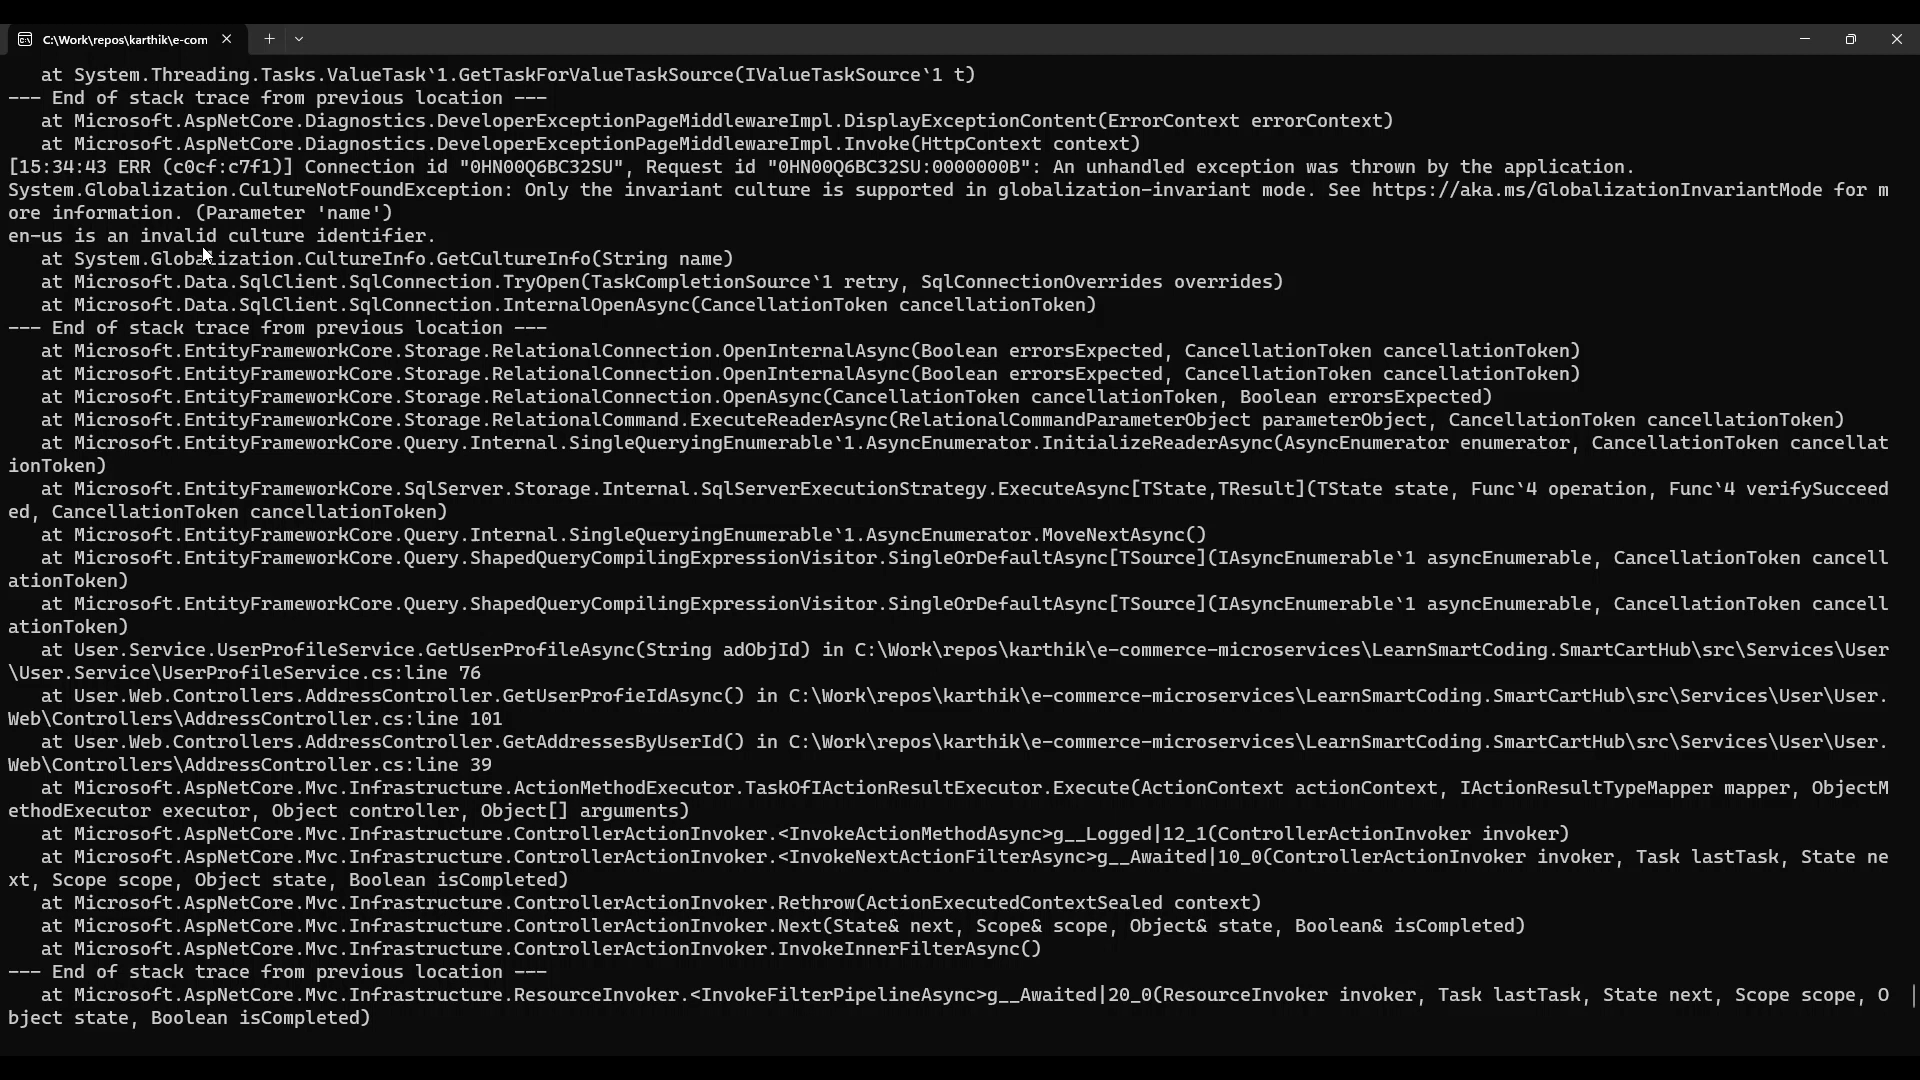 C:\Work\repos\karthik\e-com
   at System.Threading.Tasks.ValueTask`1.GetTaskForValueTaskSource(IValueTaskSource`1 t)
--- End of stack trace from previous location ---
   at Microsoft.AspNetCore.Diagnostics.DeveloperExceptionPageMiddlewareImpl.DisplayExceptionContent(ErrorContext errorContext)
   at Microsoft.AspNetCore.Diagnostics.DeveloperExceptionPageMiddlewareImpl.Invoke(HttpContext context)
[15:34:43 ERR (c0cf:c7f1)] Connection id "0HN00Q6BC32SU", Request id "0HN00Q6BC32SU:0000000B": An unhandled exception was thrown by the application.
System.Globalization.CultureNotFoundException: Only the invariant culture is supported in globalization-invariant mode. See https://aka.ms/GlobalizationInvariantMode for m
ore information. (Parameter 'name')
en-us is an invalid culture identifier.
   at System.Globalization.CultureInfo.GetCultureInfo(String name)
   at Microsoft.Data.SqlClient.SqlConnection.TryOpen(TaskCompletionSource`1 retry, SqlConnectionOverrides overrides)
   at Microsoft.Data.SqlClient.SqlConnection.InternalOpenAsync(CancellationToken cancellationToken)
--- End of stack trace from previous location ---
   at Microsoft.EntityFrameworkCore.Storage.RelationalConnection.OpenInternalAsync(Boolean errorsExpected, CancellationToken cancellationToken)
   at Microsoft.EntityFrameworkCore.Storage.RelationalConnection.OpenInternalAsync(Boolean errorsExpected, CancellationToken cancellationToken)
   at Microsoft.EntityFrameworkCore.Storage.RelationalConnection.OpenAsync(CancellationToken cancellationToken, Boolean errorsExpected)
   at Microsoft.EntityFrameworkCore.Storage.RelationalCommand.ExecuteReaderAsync(RelationalCommandParameterObject parameterObject, CancellationToken cancellationToken)
   at Microsoft.EntityFrameworkCore.Query.Internal.SingleQueryingEnumerable`1.AsyncEnumerator.InitializeReaderAsync(AsyncEnumerator enumerator, CancellationToken cancellat
ionToken)
   at Microsoft.EntityFrameworkCore.SqlServer.Storage.Internal.SqlServerExecutionStrategy.ExecuteAsync[TState,TResult](TState state, Func`4 operation, Func`4 verifySucceed
ed, CancellationToken cancellationToken)
   at Microsoft.EntityFrameworkCore.Query.Internal.SingleQueryingEnumerable`1.AsyncEnumerator.MoveNextAsync()
   at Microsoft.EntityFrameworkCore.Query.ShapedQueryCompilingExpressionVisitor.SingleOrDefaultAsync[TSource](IAsyncEnumerable`1 asyncEnumerable, CancellationToken cancell
ationToken)
   at Microsoft.EntityFrameworkCore.Query.ShapedQueryCompilingExpressionVisitor.SingleOrDefaultAsync[TSource](IAsyncEnumerable`1 asyncEnumerable, CancellationToken cancell
ationToken)
   at User.Service.UserProfileService.GetUserProfileAsync(String adObjId) in C:\Work\repos\karthik\e-commerce-microservices\LearnSmartCoding.SmartCartHub\src\Services\User
\User.Service\UserProfileService.cs:line 76
   at User.Web.Controllers.AddressController.GetUserProfieIdAsync() in C:\Work\repos\karthik\e-commerce-microservices\LearnSmartCoding.SmartCartHub\src\Services\User\User.
Web\Controllers\AddressController.cs:line 101
   at User.Web.Controllers.AddressController.GetAddressesByUserId() in C:\Work\repos\karthik\e-commerce-microservices\LearnSmartCoding.SmartCartHub\src\Services\User\User.
Web\Controllers\AddressController.cs:line 39
   at Microsoft.AspNetCore.Mvc.Infrastructure.ActionMethodExecutor.TaskOfIActionResultExecutor.Execute(ActionContext actionContext, IActionResultTypeMapper mapper, ObjectM
ethodExecutor executor, Object controller, Object[] arguments)
   at Microsoft.AspNetCore.Mvc.Infrastructure.ControllerActionInvoker.<InvokeActionMethodAsync>g__Logged|12_1(ControllerActionInvoker invoker)
   at Microsoft.AspNetCore.Mvc.Infrastructure.ControllerActionInvoker.<InvokeNextActionFilterAsync>g__Awaited|10_0(ControllerActionInvoker invoker, Task lastTask, State ne
xt, Scope scope, Object state, Boolean isCompleted)
   at Microsoft.AspNetCore.Mvc.Infrastructure.ControllerActionInvoker.Rethrow(ActionExecutedContextSealed context)
   at Microsoft.AspNetCore.Mvc.Infrastructure.ControllerActionInvoker.Next(State& next, Scope& scope, Object& state, Boolean& isCompleted)
   at Microsoft.AspNetCore.Mvc.Infrastructure.ControllerActionInvoker.InvokeInnerFilterAsync()
--- End of stack trace from previous location ---
   at Microsoft.AspNetCore.Mvc.Infrastructure.ResourceInvoker.<InvokeFilterPipelineAsync>g__Awaited|20_0(ResourceInvoker invoker, Task lastTask, State next, Scope scope, O
bject state, Boolean isCompleted)